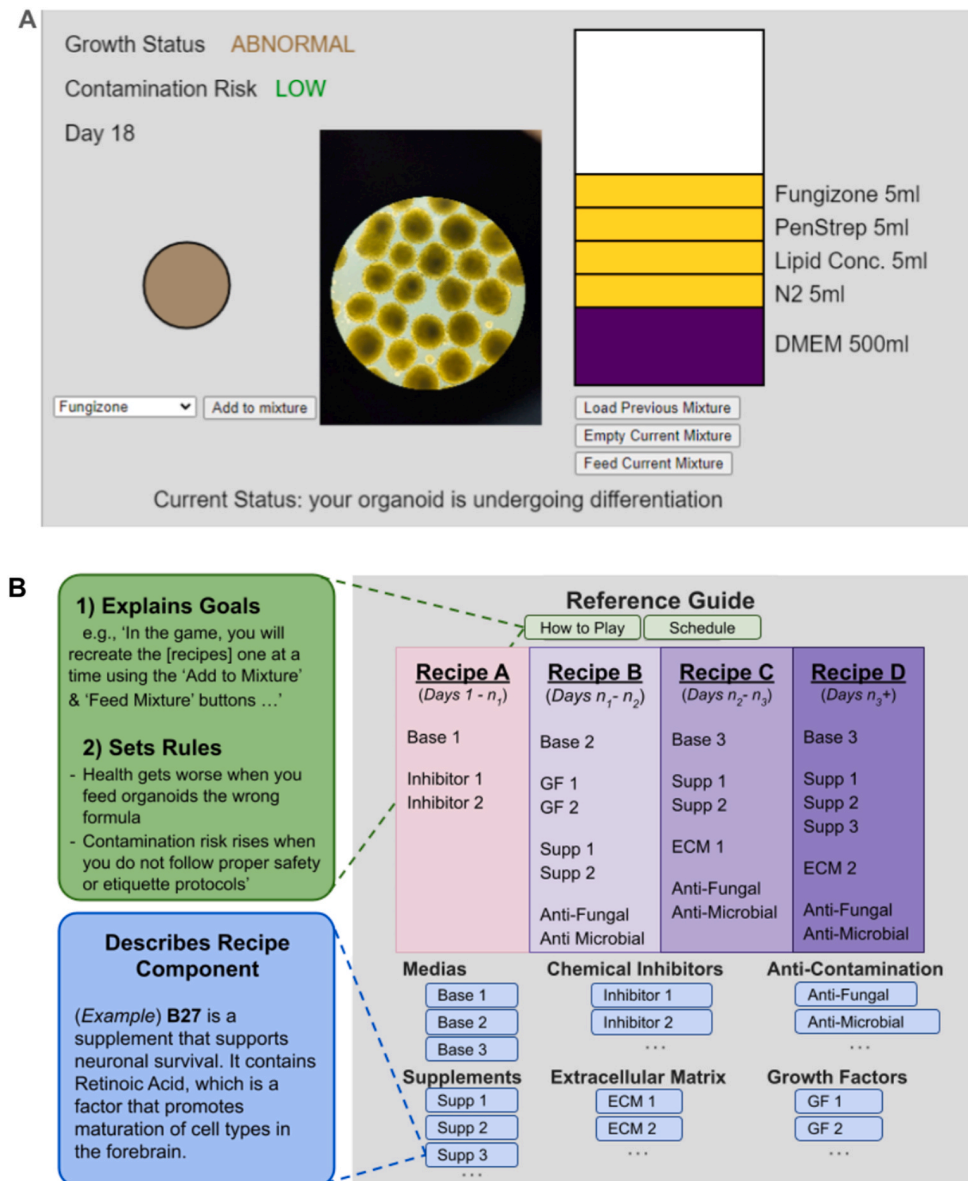 A
Growth Status ABNORMAL
Contamination Risk LOW
Day 18
Fungizone
Add to mixture
Fungizone 5ml
PenStrep 5ml
Lipid Conc. 5ml
N2 5ml
DMEM 500ml
Load Previous Mixture
Empty Current Mixture
Feed Current Mixture
Current Status: your organoid is undergoing differentiation
B
1) Explains Goals
e.g., ‘In the game, you will
recreate the [recipes] one at a
time using the ‘Add to Mixture’
& ‘Feed Mixture’ buttons …’
2) Sets Rules
- Health gets worse when you
feed organoids the wrong
formula
- Contamination risk rises when
you do not follow proper safety
or etiquette protocols’
Describes Recipe
Component
(Example) B27 is a
supplement that supports
neuronal survival. It contains
Retinoic Acid, which is a
factor that promotes
maturation of cell types in
the forebrain.
Reference Guide
How to Play
Schedule
Recipe A
(Days 1 - n1)
Base 1
Inhibitor 1
Inhibitor 2
Recipe B
(Days n1- n2)
Base 2
GF 1
GF 2
Supp 1
Supp 2
Anti-Fungal
Anti Microbial
Recipe C
(Days n2- n3)
Base 3
Supp 1
Supp 2
ECM 1
Anti-Fungal
Anti-Microbial
Recipe D
(Days n3+)
Base 3
Supp 1
Supp 2
Supp 3
ECM 2
Anti-Fungal
Anti-Microbial
Medias
Base 1
Base 2
Base 3
Chemical Inhibitors
Inhibitor 1
Inhibitor 2
...
Anti-Contamination
Anti-Fungal
Anti-Microbial
...
Supplements
Supp 1
Supp 2
Supp 3
...
Extracellular Matrix
ECM 1
ECM 2
...
Growth Factors
GF 1
GF 2
...